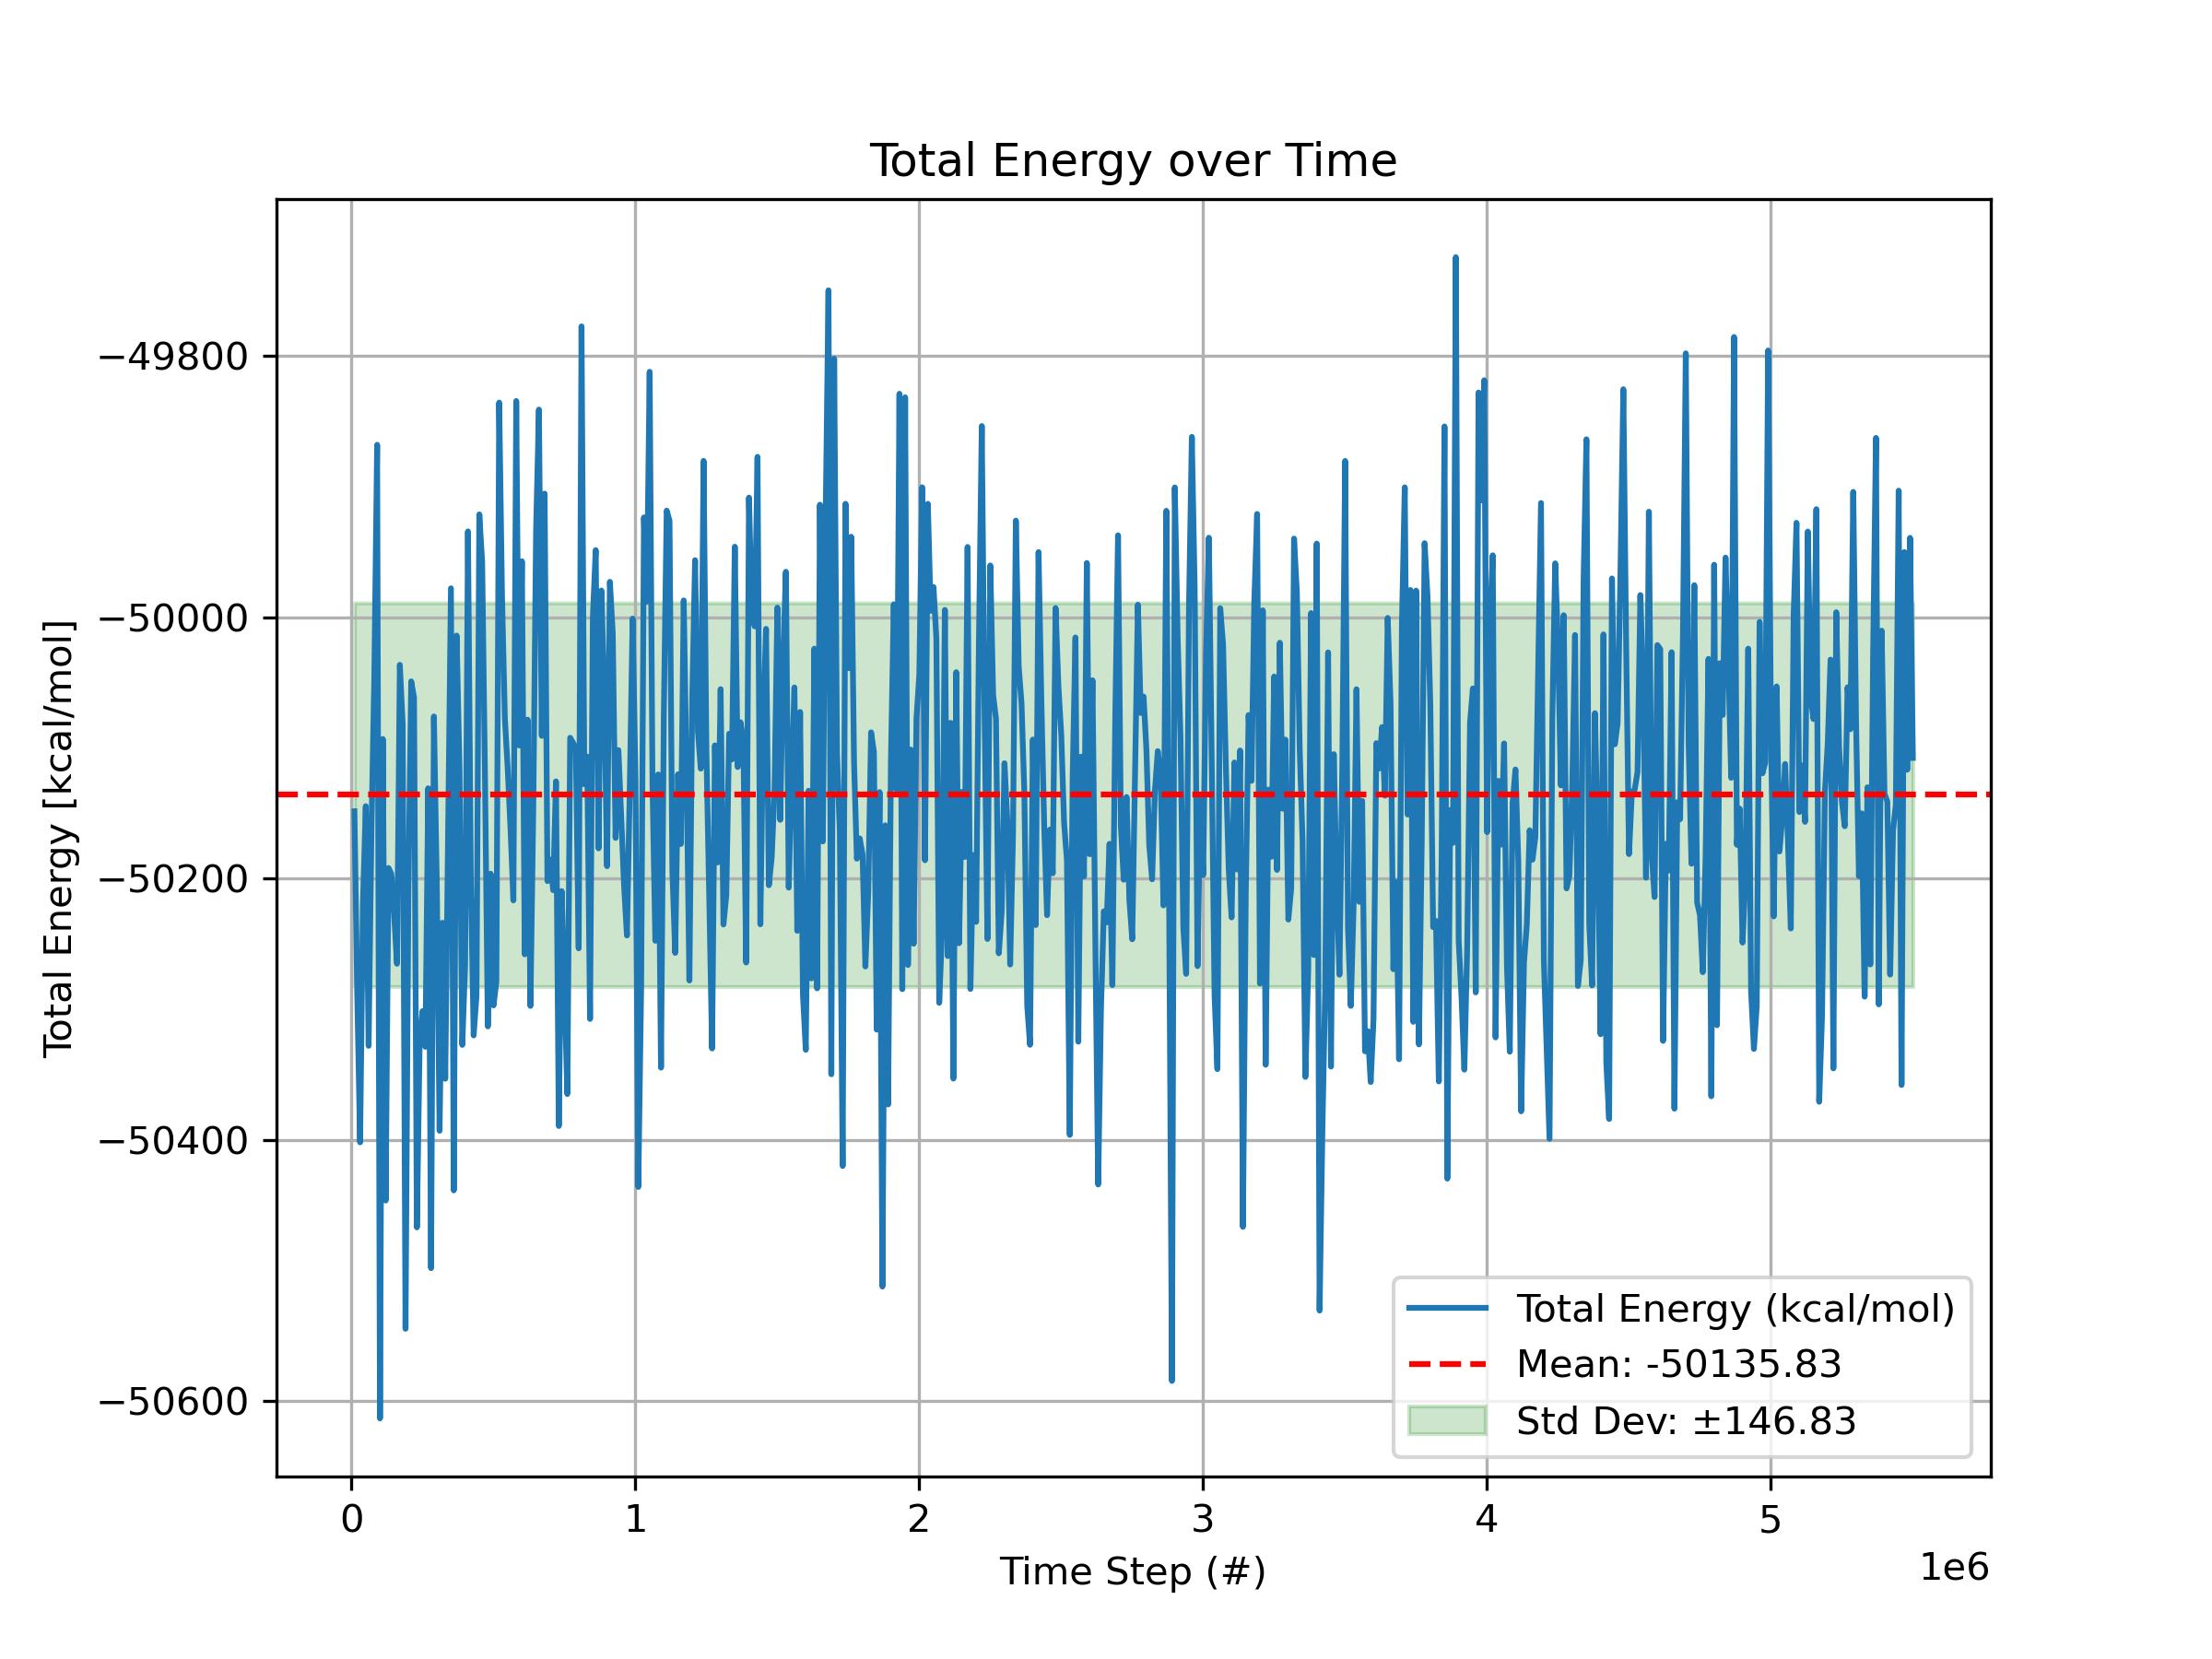 Total Energy over Time
Total Energy [kcal/mol]
−49800
−50000
−50200
−50400
−50600
Total Energy (kcal/mol)
Mean: -50135.83
Std Dev: ±146.83
0 1 2 3 4 5
1e6
Time Step (#)